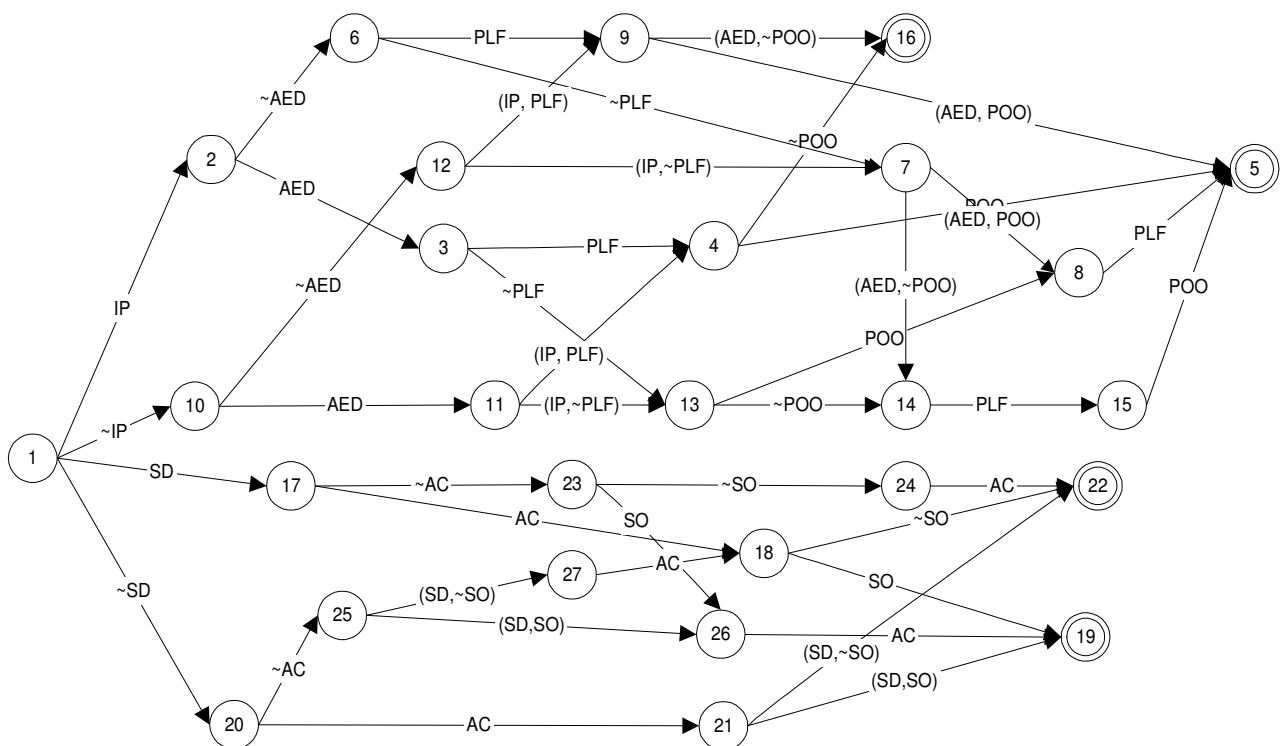 6
PLF
9
(AED,~POO)
16
~AED
(IP, PLF)
~PLF
(AED, POO)
2
12
(IP,~PLF)
7
~POO
5
AED
POO
(AED, POO)
3
PLF
4
PLF
8
~AED
~PLF
(AED,~POO)
POO
IP
(IP, PLF)
POO
10
AED
11
(IP,~PLF)
13
~POO
14
PLF
15
~IP
1
SD
17
~AC
23
~SO
24
AC
22
AC
SO
~SO
18
AC
27
SO
~SD
(SD,~SO)
25
(SD,SO)
26
AC
19
~AC
(SD,~SO)
(SD,SO)
20
AC
21